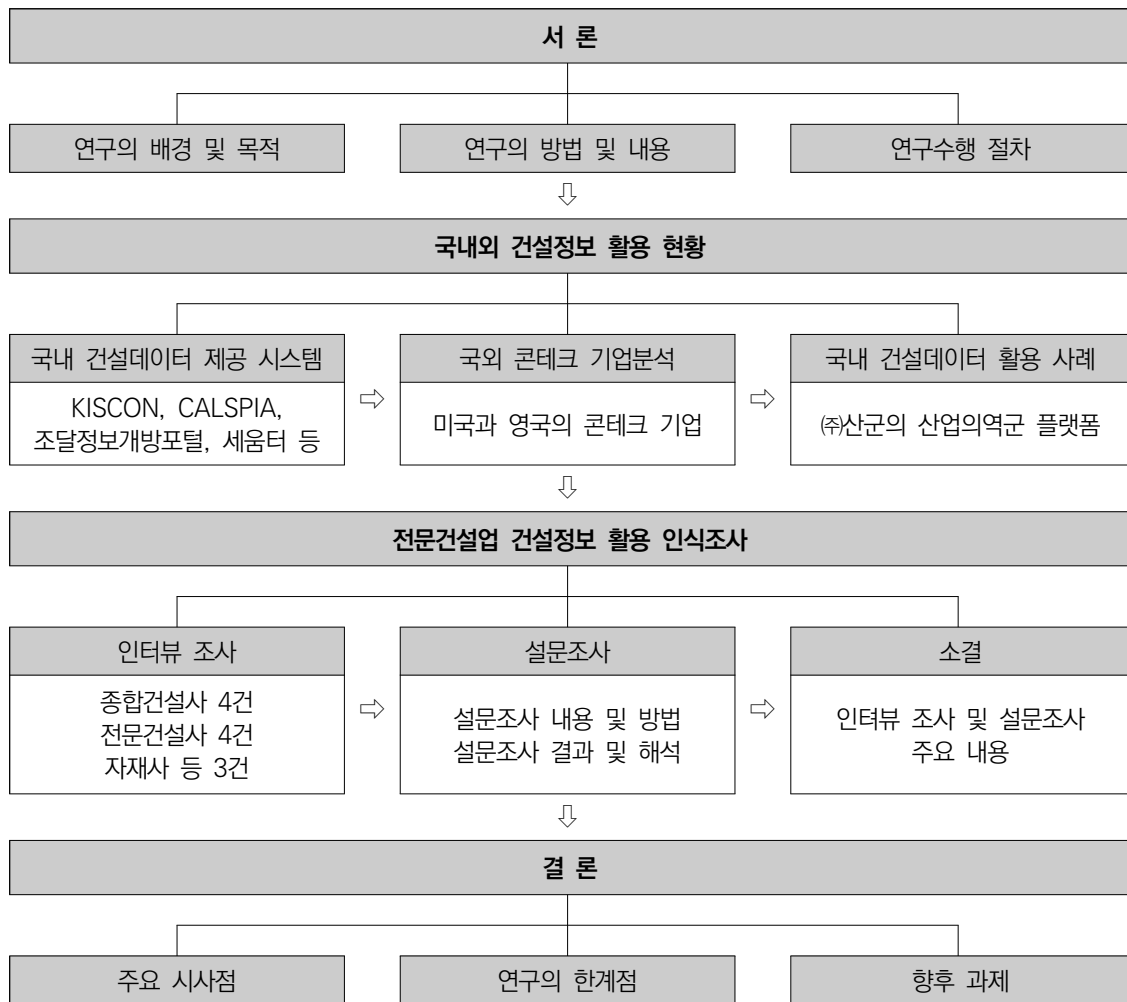 서 론
연구의 배경 및 목적
연구의 방법 및 내용
연구수행 절차
국내외 건설정보 활용 현황
국내 건설데이터 제공 시스템
KISCON, CALSPIA,
조달정보개방포털, 세움터 등
국외 콘테크 기업분석
미국과 영국의 콘테크 기업
국내 건설데이터 활용 사례
㈜산군의 산업의역군 플랫폼
전문건설업 건설정보 활용 인식조사
인터뷰 조사
종합건설사 4건
전문건설사 4건
자재사 등 3건
설문조사
설문조사 내용 및 방법
설문조사 결과 및 해석
소결
인텨뷰 조사 및 설문조사
주요 내용
결 론
주요 시사점
연구의 한계점
향후 과제